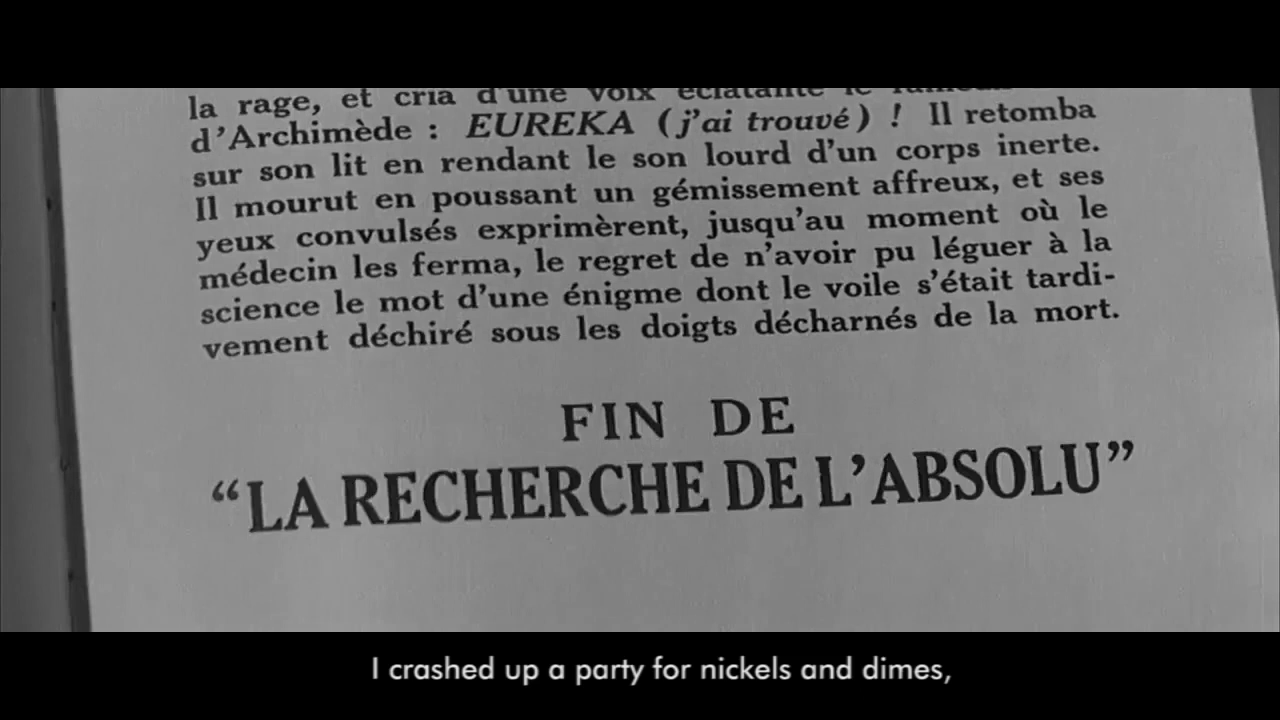 la rage, et cria d'une voix éclatante le
d'Archimède : EUREKA (j'ai trouvé) ! Il retomba
sur son lit en rendant le son lourd d'un corps inerte.
Il mourut en poussant un gémissement affreux, et ses
yeux convulsés exprimèrent, jusqu'au moment où le
médecin les ferma, le regret de n'avoir pu léguer à la
science le mot d'une énigme dont le voile s'était tardi-
vement déchiré sous les doigts décharnés de la mort.
FIN DE
“LA RECHERCHE DE L'ABSOLU”
I crashed up a party for nickels and dimes,